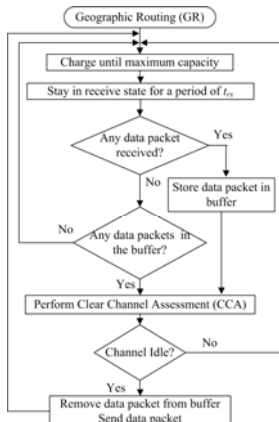 Geographic Routing (GR)
Charge until maximum capacity
Stay in receive state for a period of trx
Any data packet
received?
Yes
No
Store data packet in
buffer
No
Any data packets in
the buffer?
Yes
Perform Clear Channel Assessment (CCA)
Channel Idle?
No
Yes
Remove data packet from buffer
Send data packet